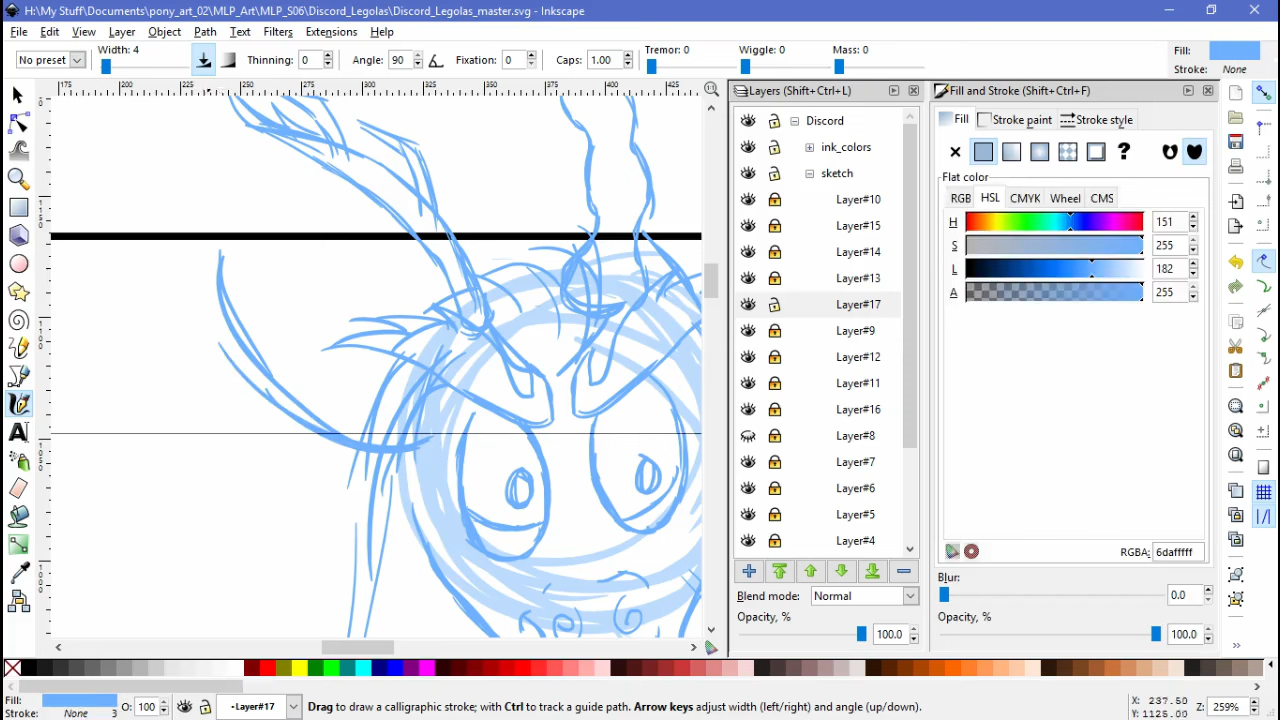 H:\My Stuff\Documents\pony_art_02\MLP_Art\MLP_S06\Discord_Legolas\Discord_Legolas_master.svg - Inkscape
File Edit View Layer Object Path Text Filters Extensions Help
No preset Width: 4 Thinning: 0 Angle: 90 Fixation: 0 Caps: 1.00 Tremor: 0 Wiggle: 0 Mass: 0 Fill:
Stroke: None
175 275 300 325 350 375 400 425
Layers (Shift+Ctrl+L) Fill and Stroke (Shift+Ctrl+F)
Discord
ink_colors
sketch
Layer#10
Layer#15
Layer#14
Layer#13
Layer#17
Layer#9
Layer#12
Layer#11
Layer#16
Layer#8
Layer#7
Layer#6
Layer#5
Layer#4
Blend mode: Normal
Opacity, %
100.0
Fill Stroke paint Stroke style
?
Flat color
RGB HSL CMYK Wheel CMS
H 151
S 255
L 182
A 255
RGBA: 6dafffff
Blur:
0.0
Opacity, %
100.0
Fill:
Stroke: None 3
O: 100
•Layer#17
Drag to draw a calligraphic stroke; with Ctrl to track a guide path. Arrow keys adjust width (left/right) and angle (up/down).
X: 237.50
Y: 1125.00
Z: 259%